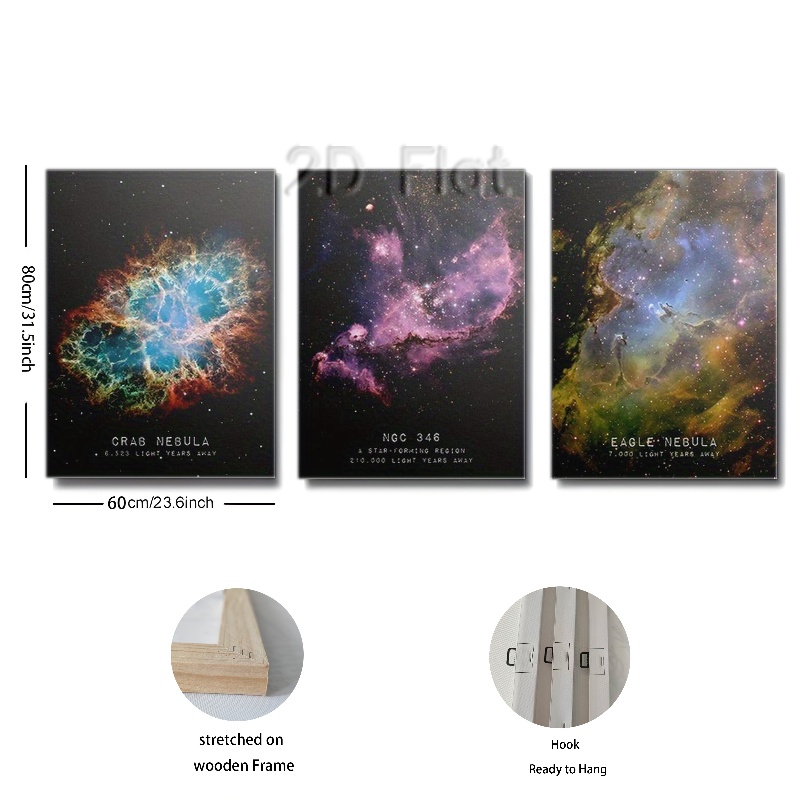 2D Flat
80cm/31.5inch
CRAB NEBULA
6,523 LIGHT YEARS AWAY
NGC 346
A STAR-FORMING REGION
210,000 LIGHT YEARS AWAY
EAGLE NEBULA
7,000 LIGHT YEARS AWAY
60cm/23.6inch
stretched on
wooden Frame
Hook
Ready to Hang